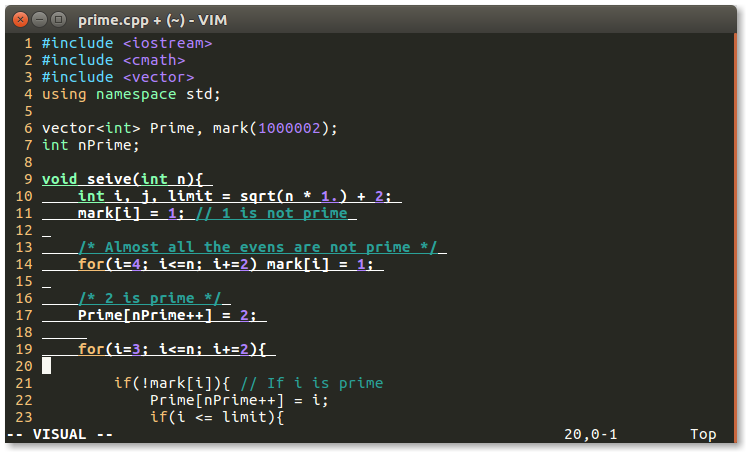 prime.cpp + (~) - VIM
1 #include <iostream>
2 #include <cmath>
3 #include <vector>
4 using namespace std;
5
6 vector<int> Prime, mark(1000002);
7 int nPrime;
8
9 void seive(int n){
10     int i, j, limit = sqrt(n * 1.) + 2;
11     mark[i] = 1; // 1 is not prime
12
13     /* Almost all the evens are not prime */
14     for(i=4; i<=n; i+=2) mark[i] = 1;
15
16     /* 2 is prime */
17     Prime[nPrime++] = 2;
18
19     for(i=3; i<=n; i+=2){
20
21         if(!mark[i]){ // If i is prime
22             Prime[nPrime++] = i;
23             if(i <= limit){
-- VISUAL -- 20,0-1 Top